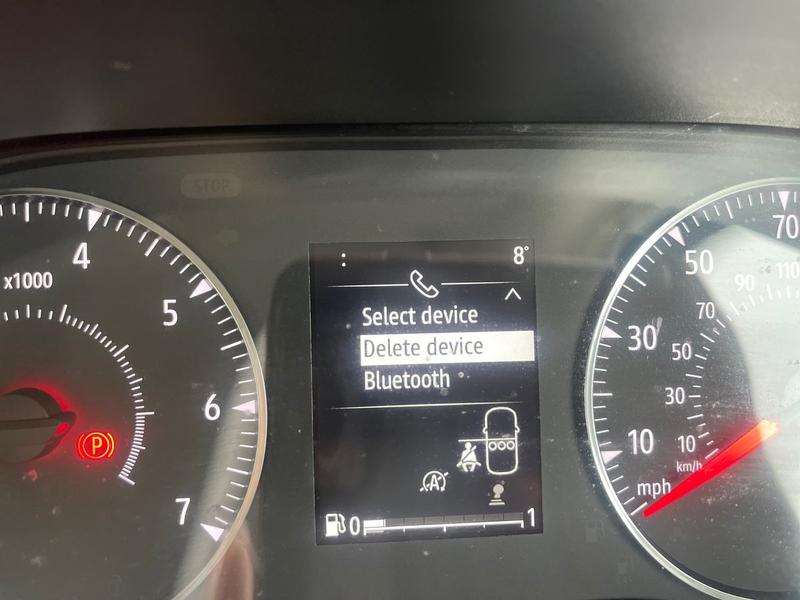 STOP
:
8°
Select device
Delete device
Bluetooth
A
0
1
x1000
4
5
6
7
P
70
50
30
10
mph
110
90
70
50
30
10
km/h